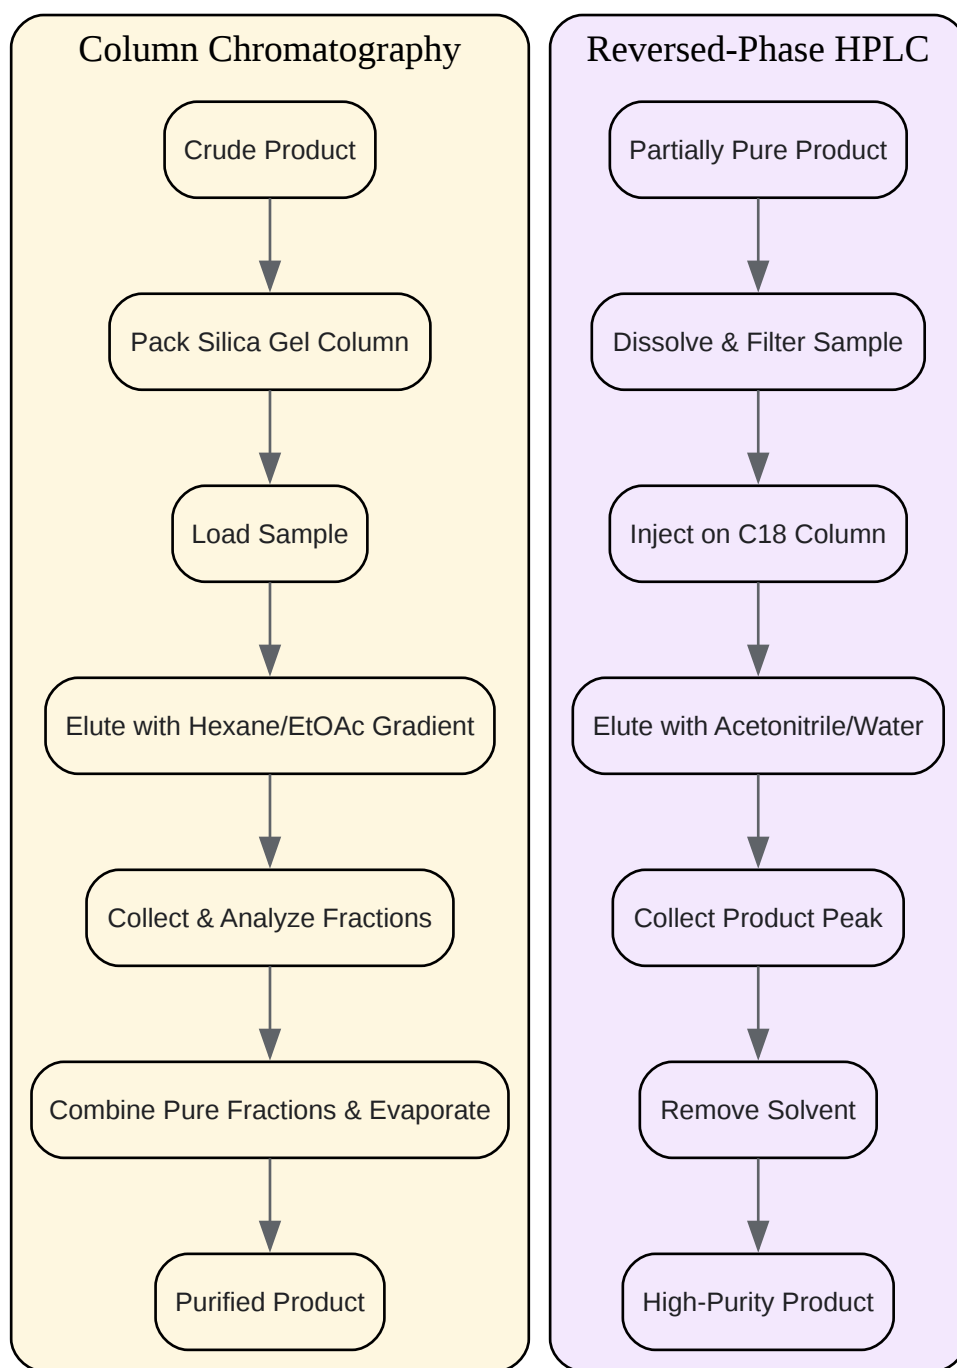 Column Chromatography
Crude Product
Pack Silica Gel Column
Load Sample
Elute with Hexane/EtOAc Gradient
Collect & Analyze Fractions
Combine Pure Fractions & Evaporate
Purified Product
Reversed-Phase HPLC
Partially Pure Product
Dissolve & Filter Sample
Inject on C18 Column
Elute with Acetonitrile/Water
Collect Product Peak
Remove Solvent
High-Purity Product